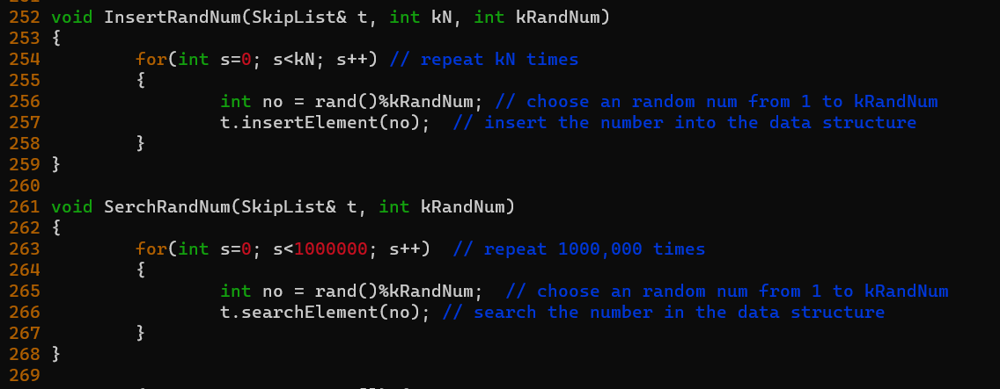 252 void InsertRandNum(SkipList& t, int kN, int kRandNum)
253 {
254         for(int s=0; s<kN; s++) // repeat kN times
255         {
256                 int no = rand()%kRandNum; // choose an random num from 1 to kRandNum
257                 t.insertElement(no);  // insert the number into the data structure
258         }
259 }
260
261 void SerchRandNum(SkipList& t, int kRandNum)
262 {
263         for(int s=0; s<1000000; s++)  // repeat 1000,000 times
264         {
265                 int no = rand()%kRandNum;  // choose an random num from 1 to kRandNum
266                 t.searchElement(no); // search the number in the data structure
267         }
268 }
269